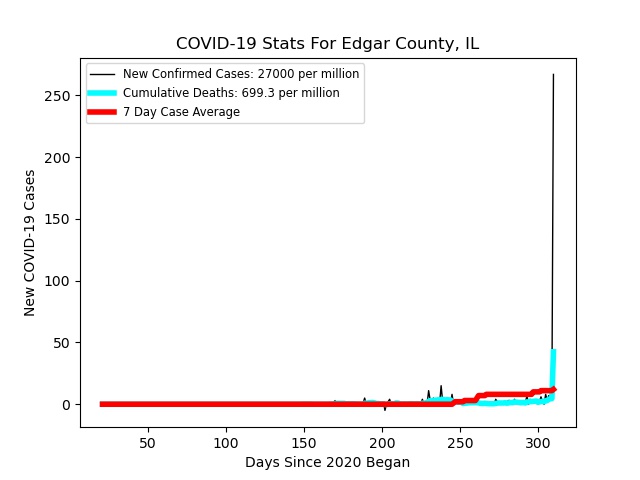 COVID-19 Stats For Edgar County, IL
New Confirmed Cases: 27000 per million
Cumulative Deaths: 699.3 per million
7 Day Case Average
New COVID-19 Cases
250
200
150
100
50
0
50 100 150 200 250 300
Days Since 2020 Began